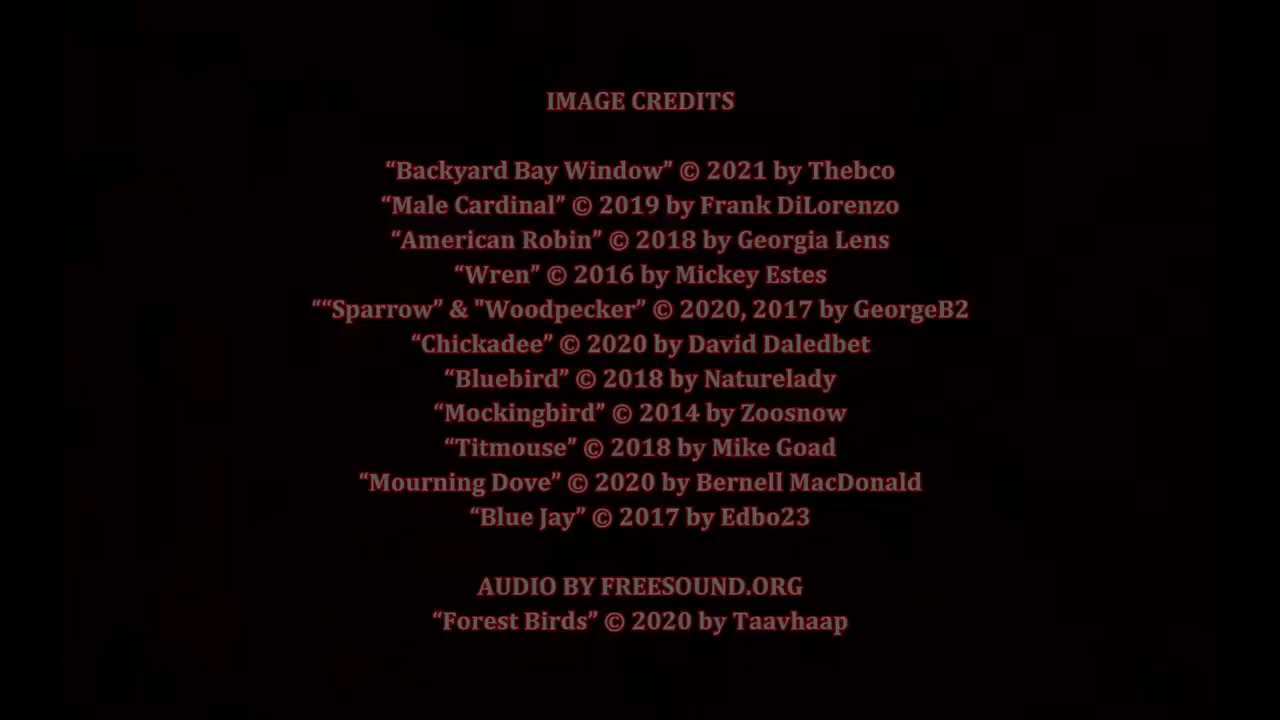 IMAGE CREDITS
“Backyard Bay Window” © 2021 by Thebco
“Male Cardinal” © 2019 by Frank DiLorenzo
“American Robin” © 2018 by Georgia Lens
“Wren” © 2016 by Mickey Estes
““Sparrow” & "Woodpecker” © 2020, 2017 by GeorgeB2
“Chickadee” © 2020 by David Daledbet
“Bluebird” © 2018 by Naturelady
“Mockingbird” © 2014 by Zoosnow
“Titmouse” © 2018 by Mike Goad
“Mourning Dove” © 2020 by Bernell MacDonald
“Blue Jay” © 2017 by Edbo23
AUDIO BY FREESOUND.ORG
“Forest Birds” © 2020 by Taavhaap